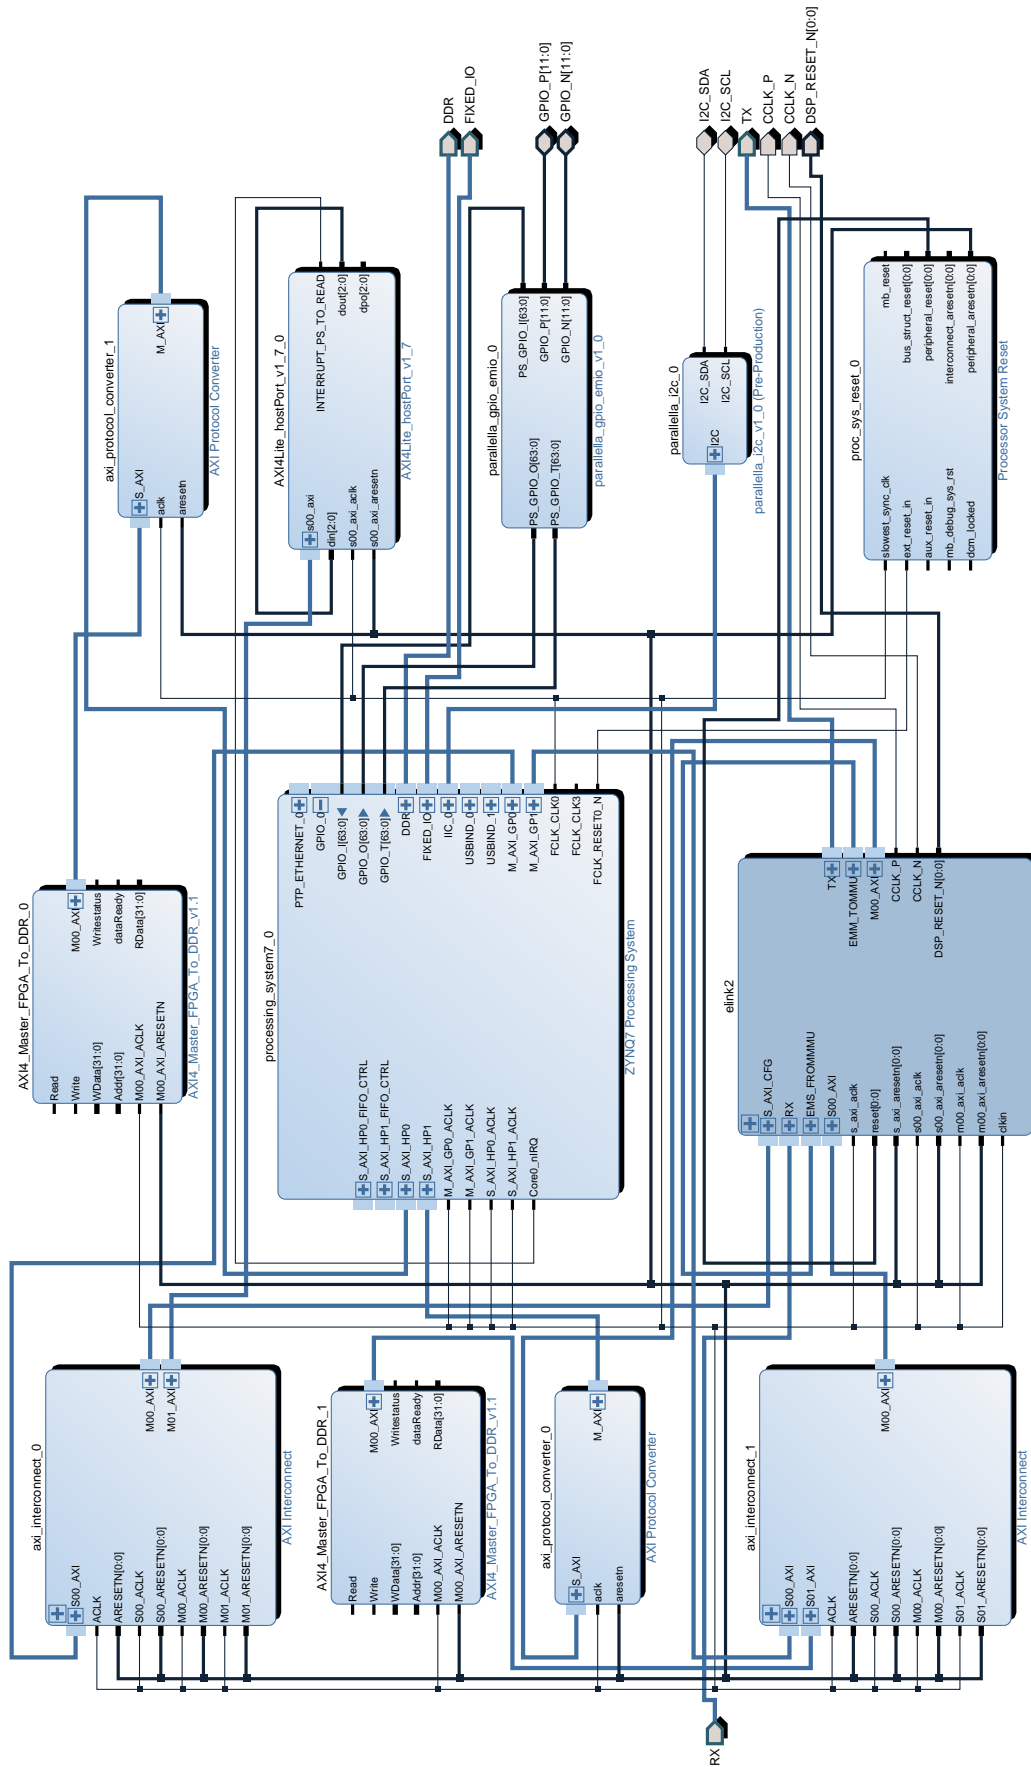 axi_interconnect_0
S00_AXI
ACLK
ARESETN[0:0]
S00_ACLK
S00_ARESETN[0:0]
M00_ACLK
M00_ARESETN[0:0]
M01_ACLK
M01_ARESETN[0:0]
M00_AXI
M01_AXI
AXI Interconnect
AXI4_Master_FPGA_To_DDR_1
Read
Write
WData[31:0]
Addr[31:0]
M00_AXI_ACLK
M00_AXI_ARESETN
M00_AXI
Writestatus
dataReady
RData[31:0]
AXI4_Master_FPGA_To_DDR_v1.1
axi_protocol_converter_0
S_AXI
aclk
aresetn
M_AXI
AXI Protocol Converter
axi_interconnect_1
S00_AXI
S01_AXI
ACLK
ARESETN[0:0]
S00_ACLK
S00_ARESETN[0:0]
M00_ACLK
M00_ARESETN[0:0]
S01_ACLK
S01_ARESETN[0:0]
M00_AXI
AXI Interconnect
RX
AXI4_Master_FPGA_To_DDR_0
Read
Write
WData[31:0]
Addr[31:0]
M00_AXI_ACLK
M00_AXI_ARESETN
M00_AXI
Writestatus
dataReady
RData[31:0]
AXI4_Master_FPGA_To_DDR_v1.1
processing_system7_0
S_AXI_HP0_FIFO_CTRL
S_AXI_HP1_FIFO_CTRL
S_AXI_HP0
S_AXI_HP1
M_AXI_GP0_ACLK
M_AXI_GP1_ACLK
S_AXI_HP0_ACLK
S_AXI_HP1_ACLK
Core0_nIRQ
PTP_ETHERNET_0
GPIO_0
GPIO_I[63:0]
GPIO_O[63:0]
GPIO_T[63:0]
DDR
FIXED_IO
IIC_0
USBIND_0
USBIND_1
M_AXI_GP0
M_AXI_GP1
FCLK_CLK0
FCLK_CLK3
FCLK_RESET0_N
ZYNQ7 Processing System
elink2
S_AXI_CFG
RX
EMS_FROMMMU
S00_AXI
s_axi_aclk
reset[0:0]
s_axi_aresetn[0:0]
s00_axi_aclk
s00_axi_aresetn[0:0]
m00_axi_aclk
m00_axi_aresetn[0:0]
clkin
TX
EMM_TOMMU
M00_AXI
CCLK_P
CCLK_N
DSP_RESET_N[0:0]
axi_protocol_converter_1
S_AXI
aclk
aresetn
M_AXI
AXI Protocol Converter
AXI4Lite_hostPort_v1_7_0
s00_axi
din[2:0]
s00_axi_aclk
s00_axi_aresetn
INTERRUPT_PS_TO_READ
dout[2:0]
dpo[2:0]
AXI4Lite_hostPort_v1_7
parallella_gpio_emio_0
PS_GPIO_O[63:0]
PS_GPIO_T[63:0]
PS_GPIO_I[63:0]
GPIO_P[11:0]
GPIO_N[11:0]
parallella_gpio_emio_v1_0
parallella_i2c_0
I2C
I2C_SDA
I2C_SCL
parallella_i2c_v1_0 (Pre-Production)
proc_sys_reset_0
slowest_sync_clk
ext_reset_in
aux_reset_in
mb_debug_sys_rst
dcm_locked
mb_reset
bus_struct_reset[0:0]
peripheral_reset[0:0]
interconnect_aresetn[0:0]
peripheral_aresetn[0:0]
Processor System Reset
DDR
FIXED_IO
GPIO_P[11:0]
GPIO_N[11:0]
I2C_SDA
I2C_SCL
TX
CCLK_P
CCLK_N
DSP_RESET_N[0:0]